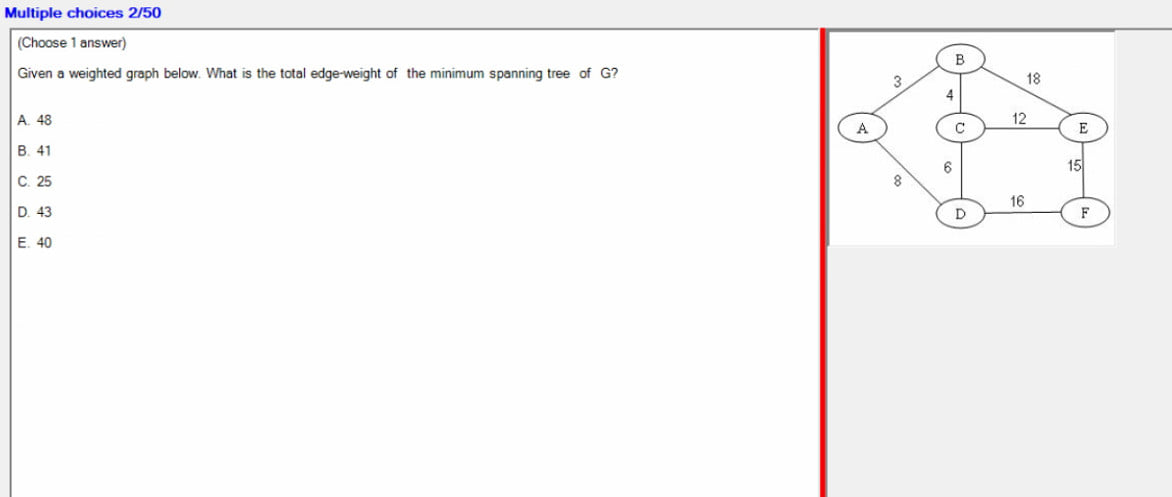 Multiple choices 2/50
(Choose 1 answer)
Given a weighted graph below. What is the total edge-weight of the minimum spanning tree of G?
A. 48
B. 41
C. 25
D. 43
E. 40
B
3
18
4
A
C
12
E
6
15
8
16
D
F